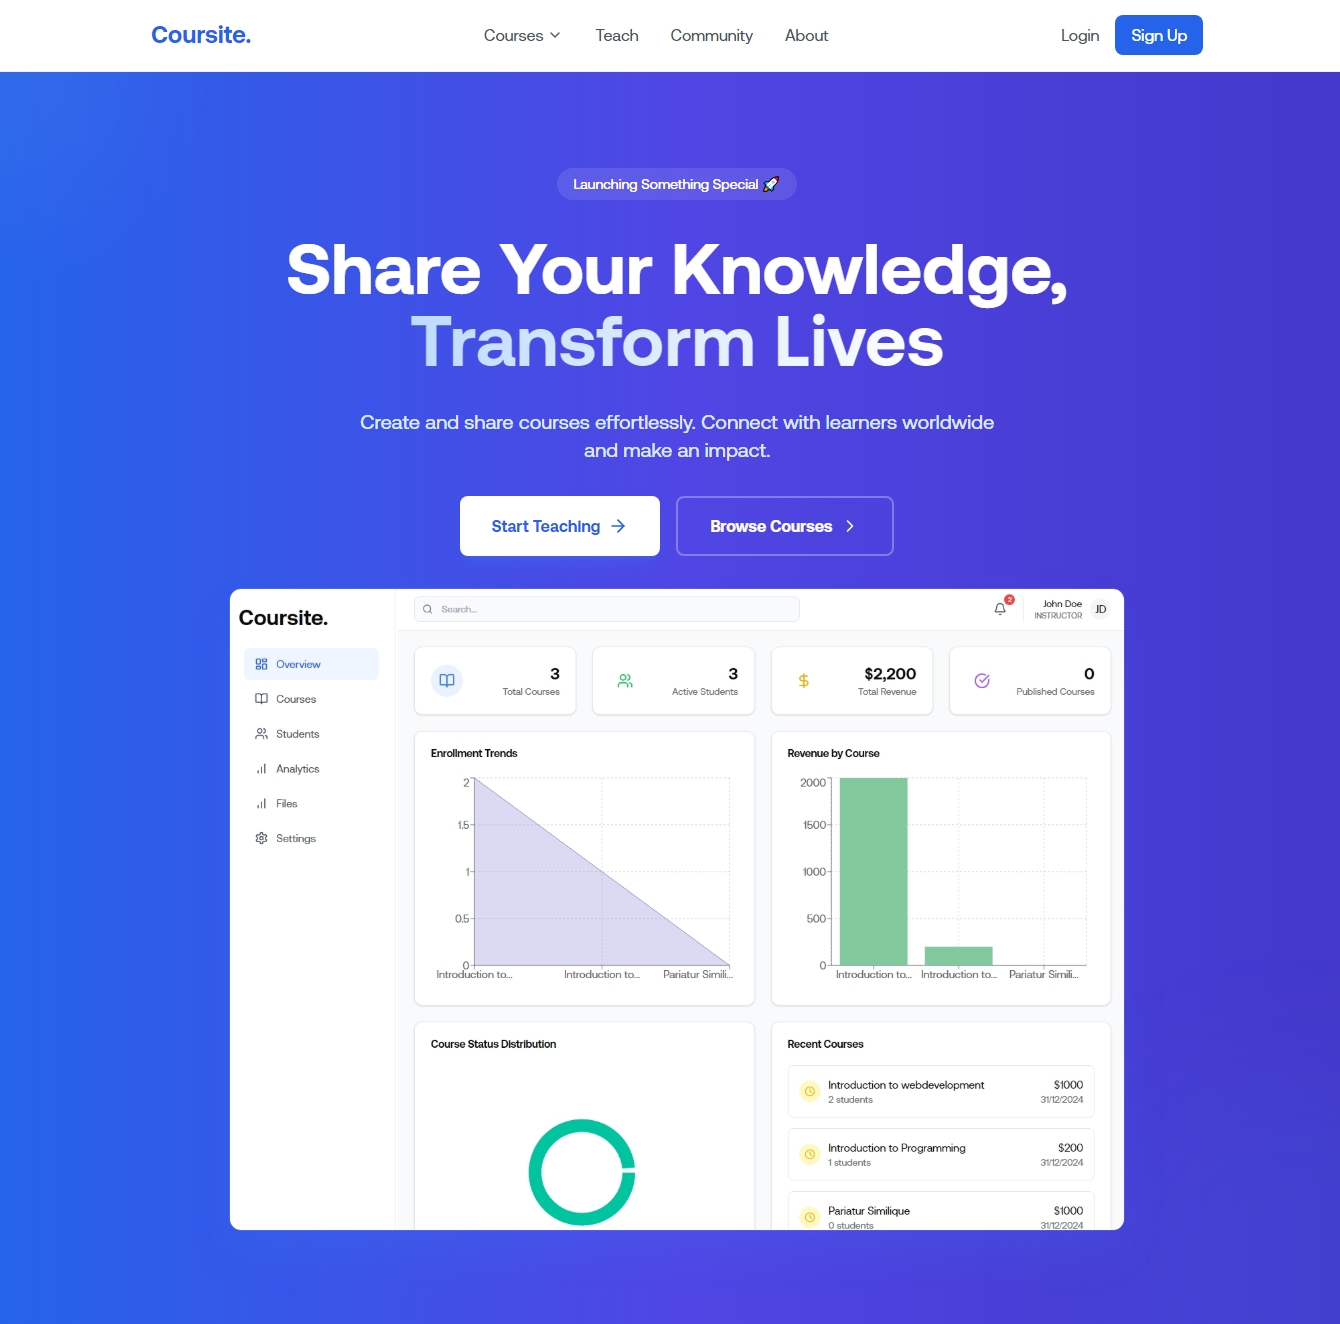 Coursite.
Courses
Teach
Community
About
Login
Sign Up
Launching Something Special 🚀
Share Your Knowledge,
Transform Lives
Create and share courses effortlessly. Connect with learners worldwide
and make an impact.
Start Teaching
Browse Courses
Coursite.
Search...
2
John Doe
INSTRUCTOR
JD
Overview
Courses
Students
Analytics
Files
Settings
3
Total Courses
3
Active Students
$2,200
Total Revenue
0
Published Courses
Enrollment Trends
2
1.5
1
0.5
0
Introduction to...
Introduction to...
Pariatur Simili...
Revenue by Course
2000
1500
1000
500
0
Introduction to...
Introduction to...
Pariatur Simili...
Course Status Distribution
Recent Courses
Introduction to webdevelopment
$1000
2 students
31/12/2024
Introduction to Programming
$200
1 students
31/12/2024
Pariatur Similique
$1000
0 students
31/12/2024